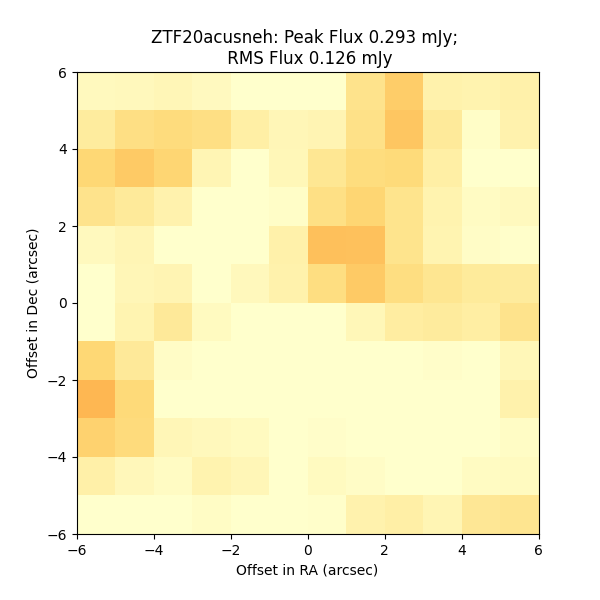 ZTF20acusneh: Peak Flux 0.293 mJy;
RMS Flux 0.126 mJy
6
4
2
0
−2
−4
−6
Offset in Dec (arcsec)
−6 −4 −2 0 2 4 6
Offset in RA (arcsec)